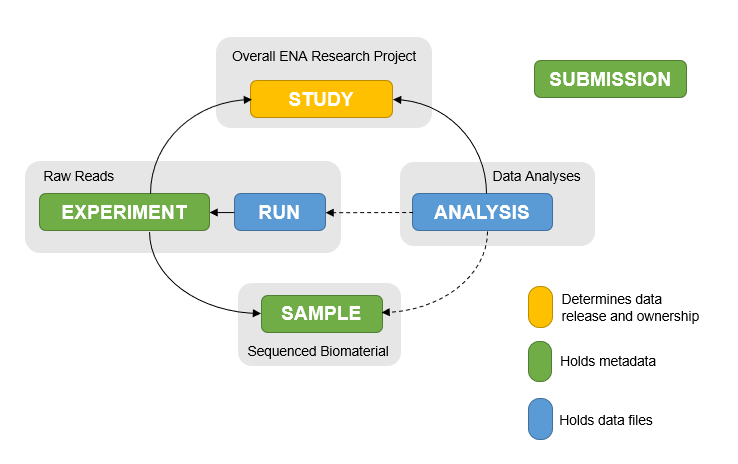 Overall ENA Research Project
STUDY
SUBMISSION
Raw Reads
EXPERIMENT
RUN
Data Analyses
ANALYSIS
SAMPLE
Sequenced Biomaterial
Determines data
release and ownership
Holds metadata
Holds data files